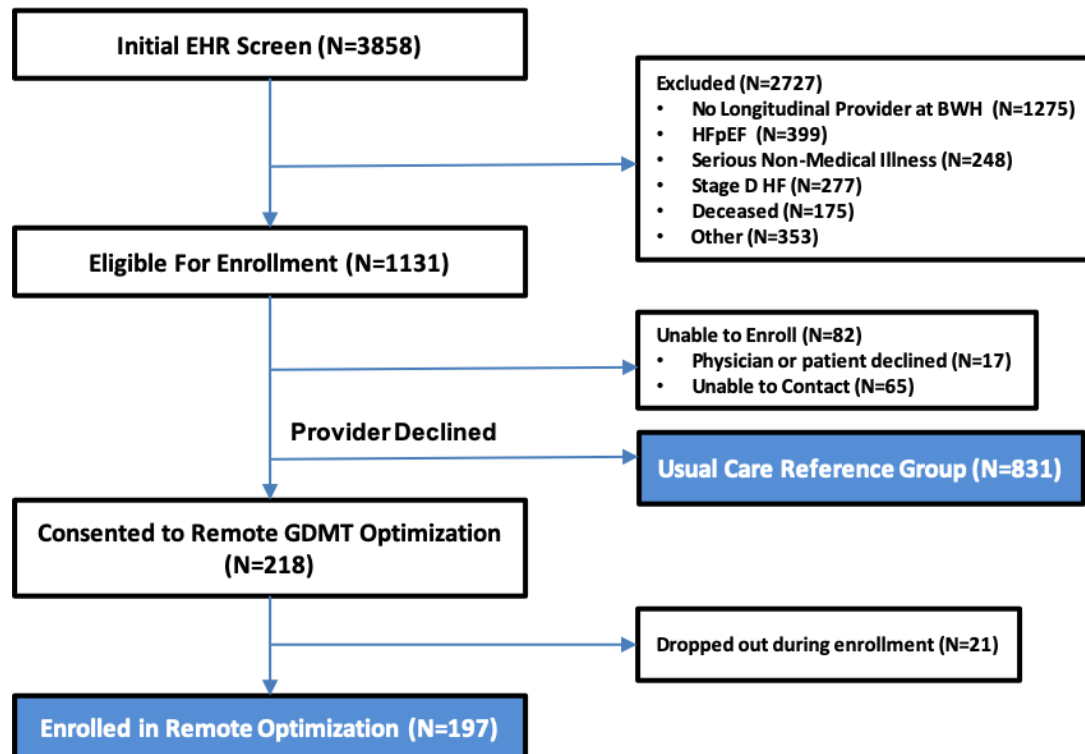 Initial EHR Screen (N=3858)
Excluded (N=2727)
• No Longitudinal Provider at BWH (N=1275)
• HFpEF (N=399)
• Serious Non-Medical Illness (N=248)
• Stage D HF (N=277)
• Deceased (N=175)
• Other (N=353)
Eligible For Enrollment (N=1131)
Unable to Enroll (N=82)
• Physician or patient declined (N=17)
• Unable to Contact (N=65)
Provider Declined
Usual Care Reference Group (N=831)
Consented to Remote GDMT Optimization
(N=218)
Dropped out during enrollment (N=21)
Enrolled in Remote Optimization (N=197)